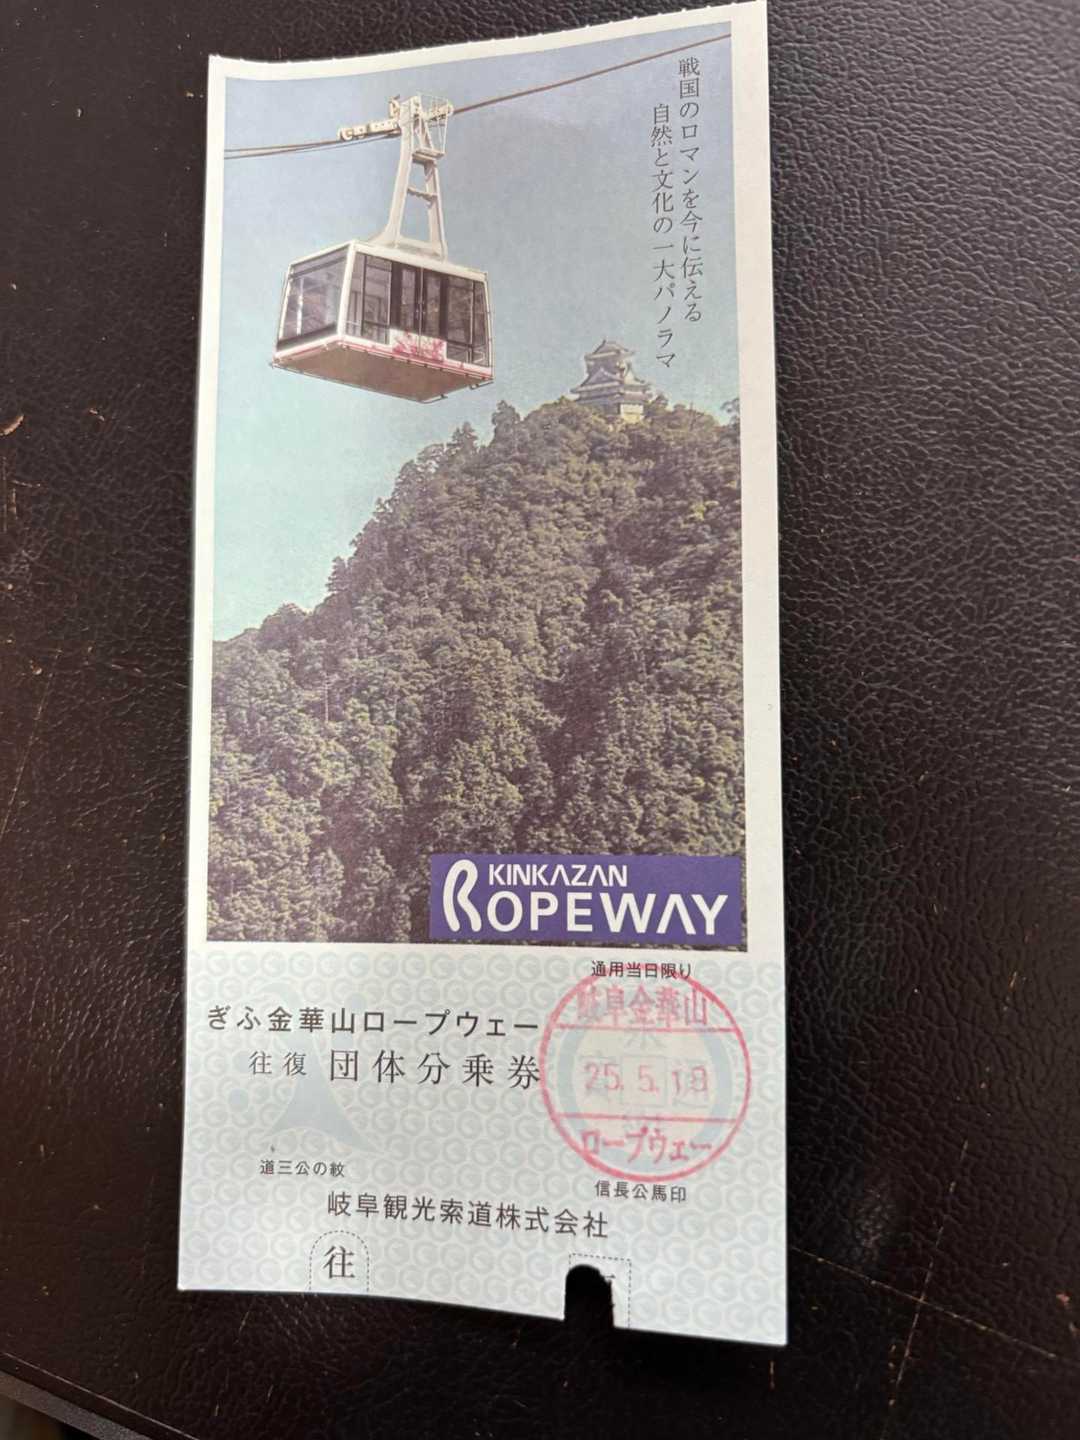 戦国のロマンを今に伝える
自然と文化の一大パノラマ
KINKAZAN
ROPEWAY
通用当日限り
岐阜金華山
25.5.18
ロープウェー
ぎふ金華山ロープウェー
往復 団体分乗券
道三公の紋
信長公馬印
岐阜観光索道株式会社
往